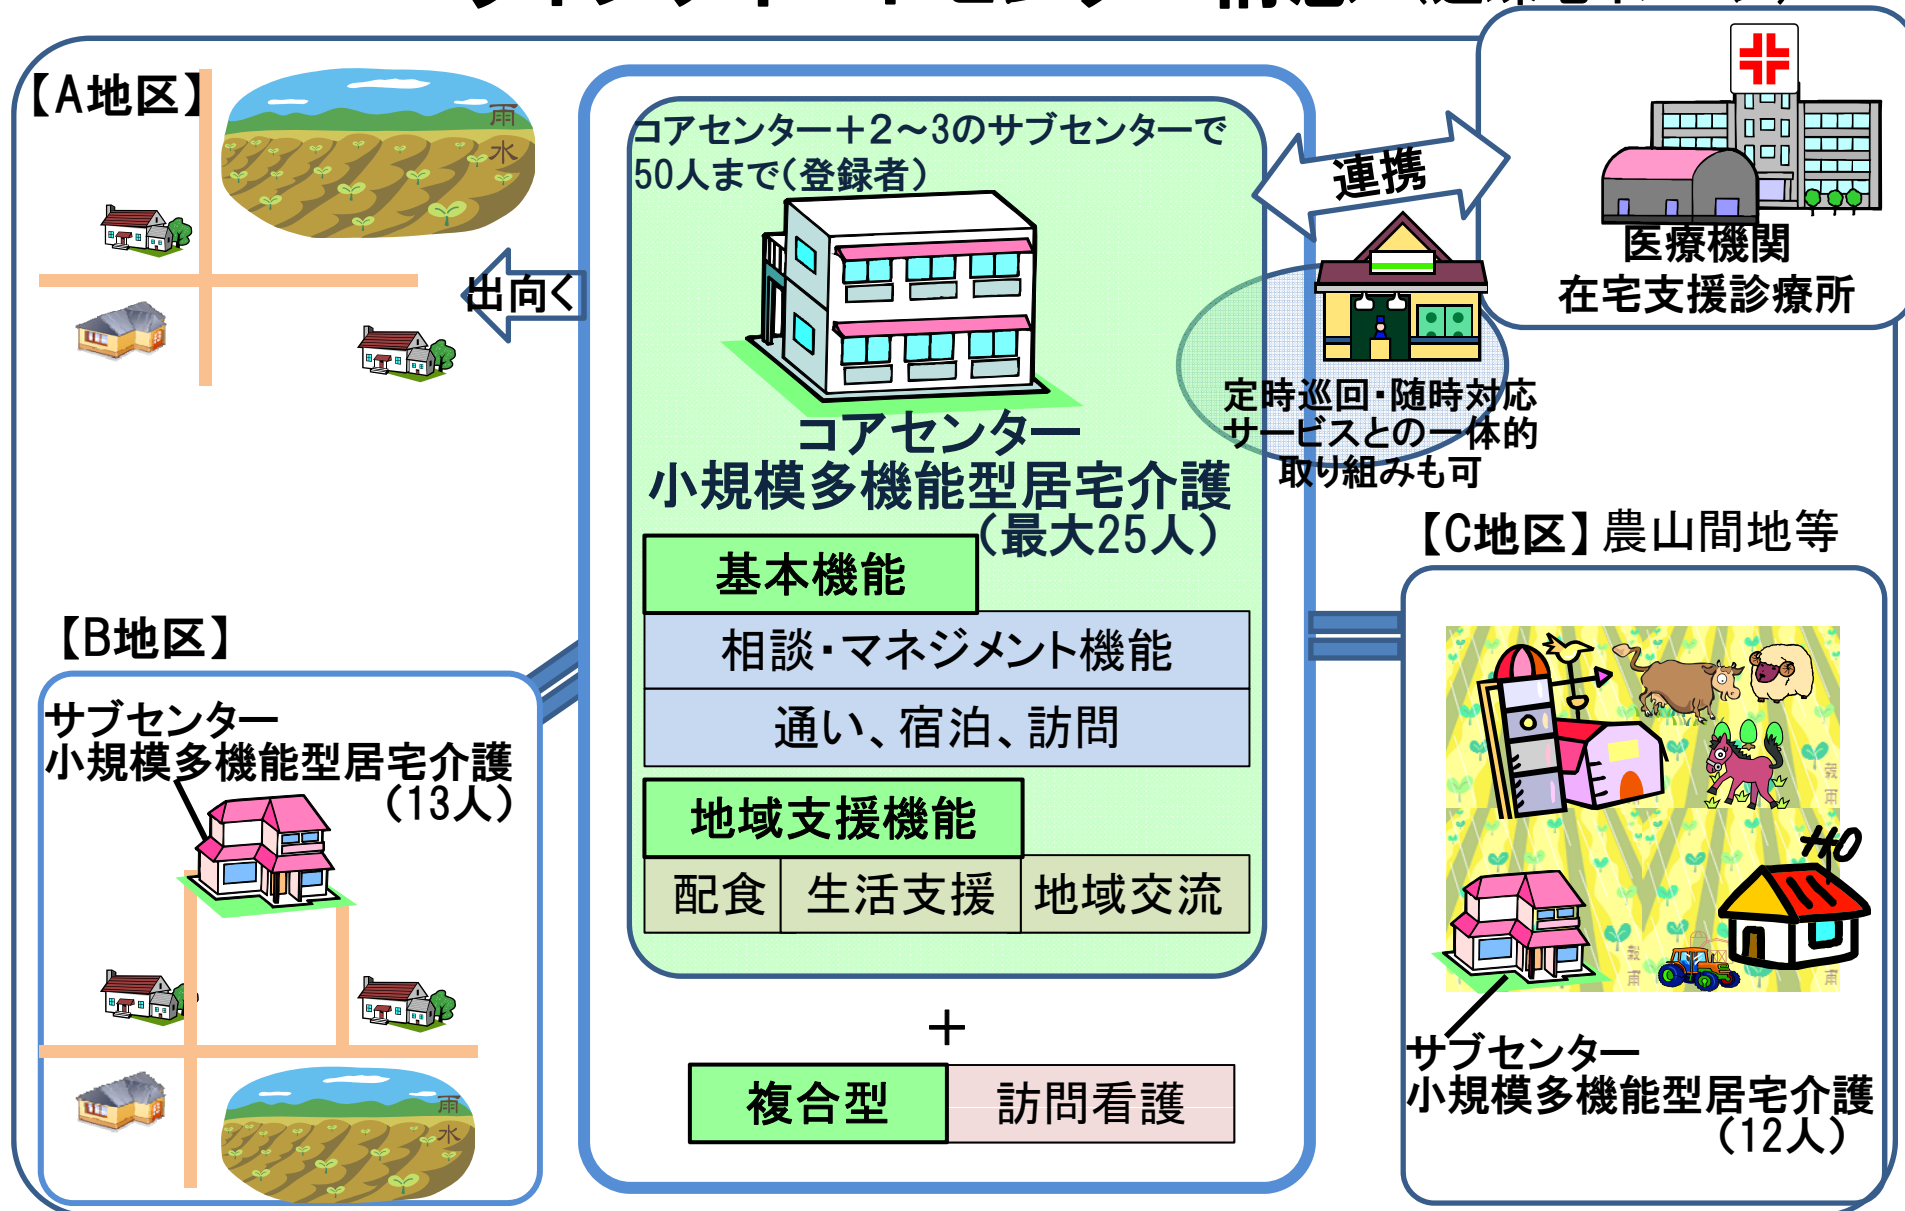 【A地区】
雨
水
コアセンター＋2～3のサブセンターで
50人まで（登録者）
連携
医療機関
在宅支援診療所
出向く
定時巡回・随時対応
サービスとの一体的
取り組みも可
コアセンター
小規模多機能型居宅介護
（最大25人）
基本機能
相談・マネジメント機能
通い、宿泊、訪問
地域支援機能
配食
生活支援
地域交流
＋
複合型
訪問看護
【B地区】
サブセンター
小規模多機能型居宅介護
（13人）
雨
水
【C地区】農山間地等
サブセンター
小規模多機能型居宅介護
（12人）